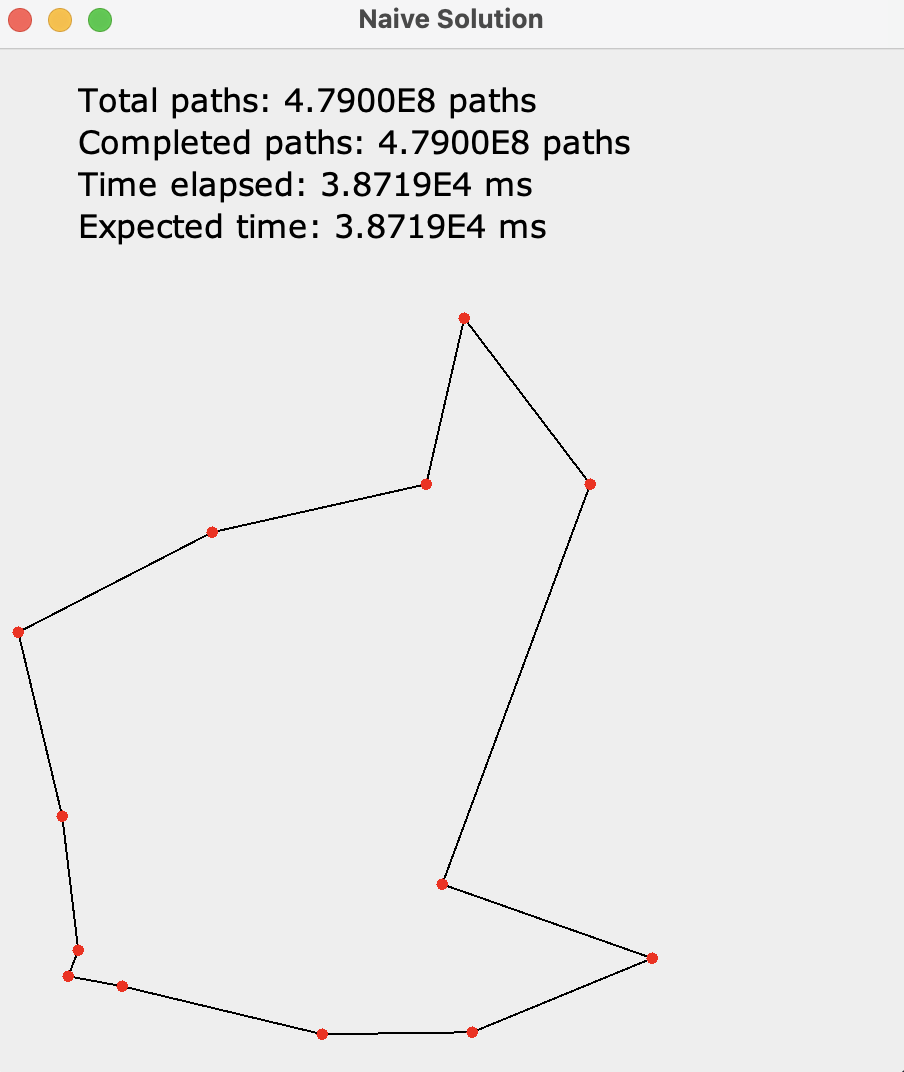 Naive Solution
Total paths: 4.7900E8 paths
Completed paths: 4.7900E8 paths
Time elapsed: 3.8719E4 ms
Expected time: 3.8719E4 ms